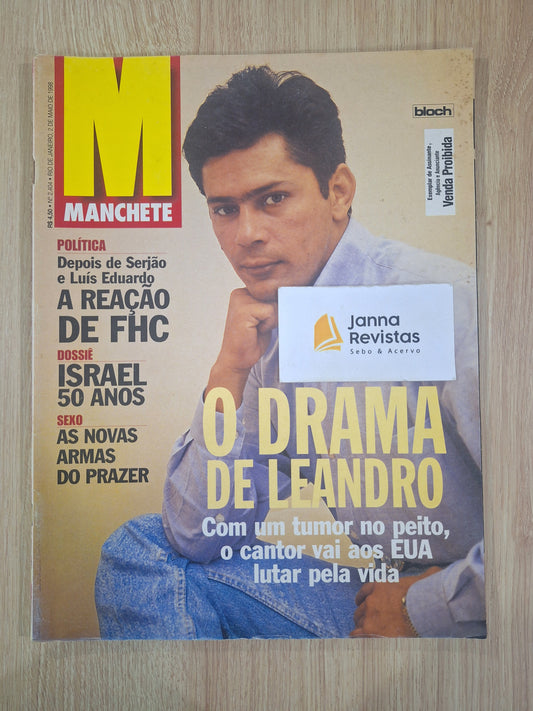 M
MANCHETE
R$ 4,50 • Nº 2.404 • RIO DE JANEIRO, 2 DE MAIO DE 1998
bloch
Exemplar de Assinante,
Agência e Anunciante
Venda Proibida
POLÍTICA
Depois de Serjão
e Luís Eduardo
A REAÇÃO
DE FHC
DOSSIÊ
ISRAEL
50 ANOS
SEXO
AS NOVAS
ARMAS
DO PRAZER
Janna
Revistas
Sebo & Acervo
O DRAMA
DE LEANDRO
Com um tumor no peito,
o cantor vai aos EUA
lutar pela vida